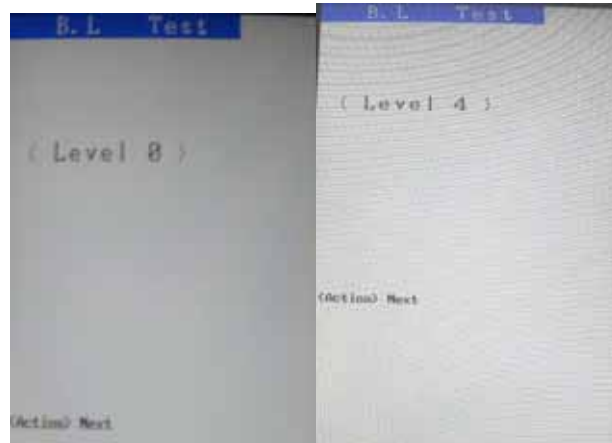 B.L Test
( Level 0 )
(Action) Next
B.L Test
( Level 4 )
(Action) Next